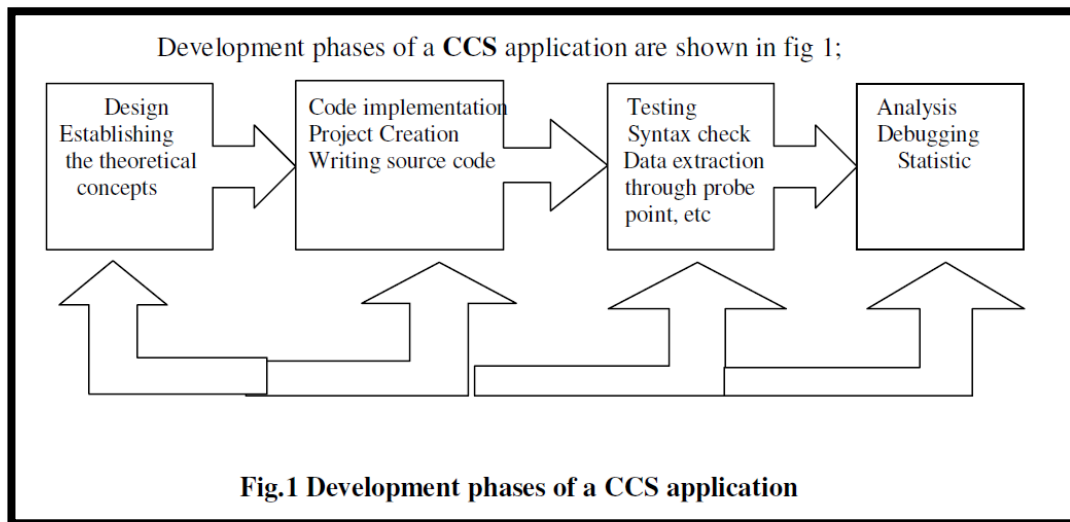 Development phases of a CCS application are shown in fig 1;
Design
Establishing
the theoretical
concepts
Code implementation
Project Creation
Writing source code
Testing
Syntax check
Data extraction
through probe
point, etc
Analysis
Debugging
Statistic
Fig.1 Development phases of a CCS application